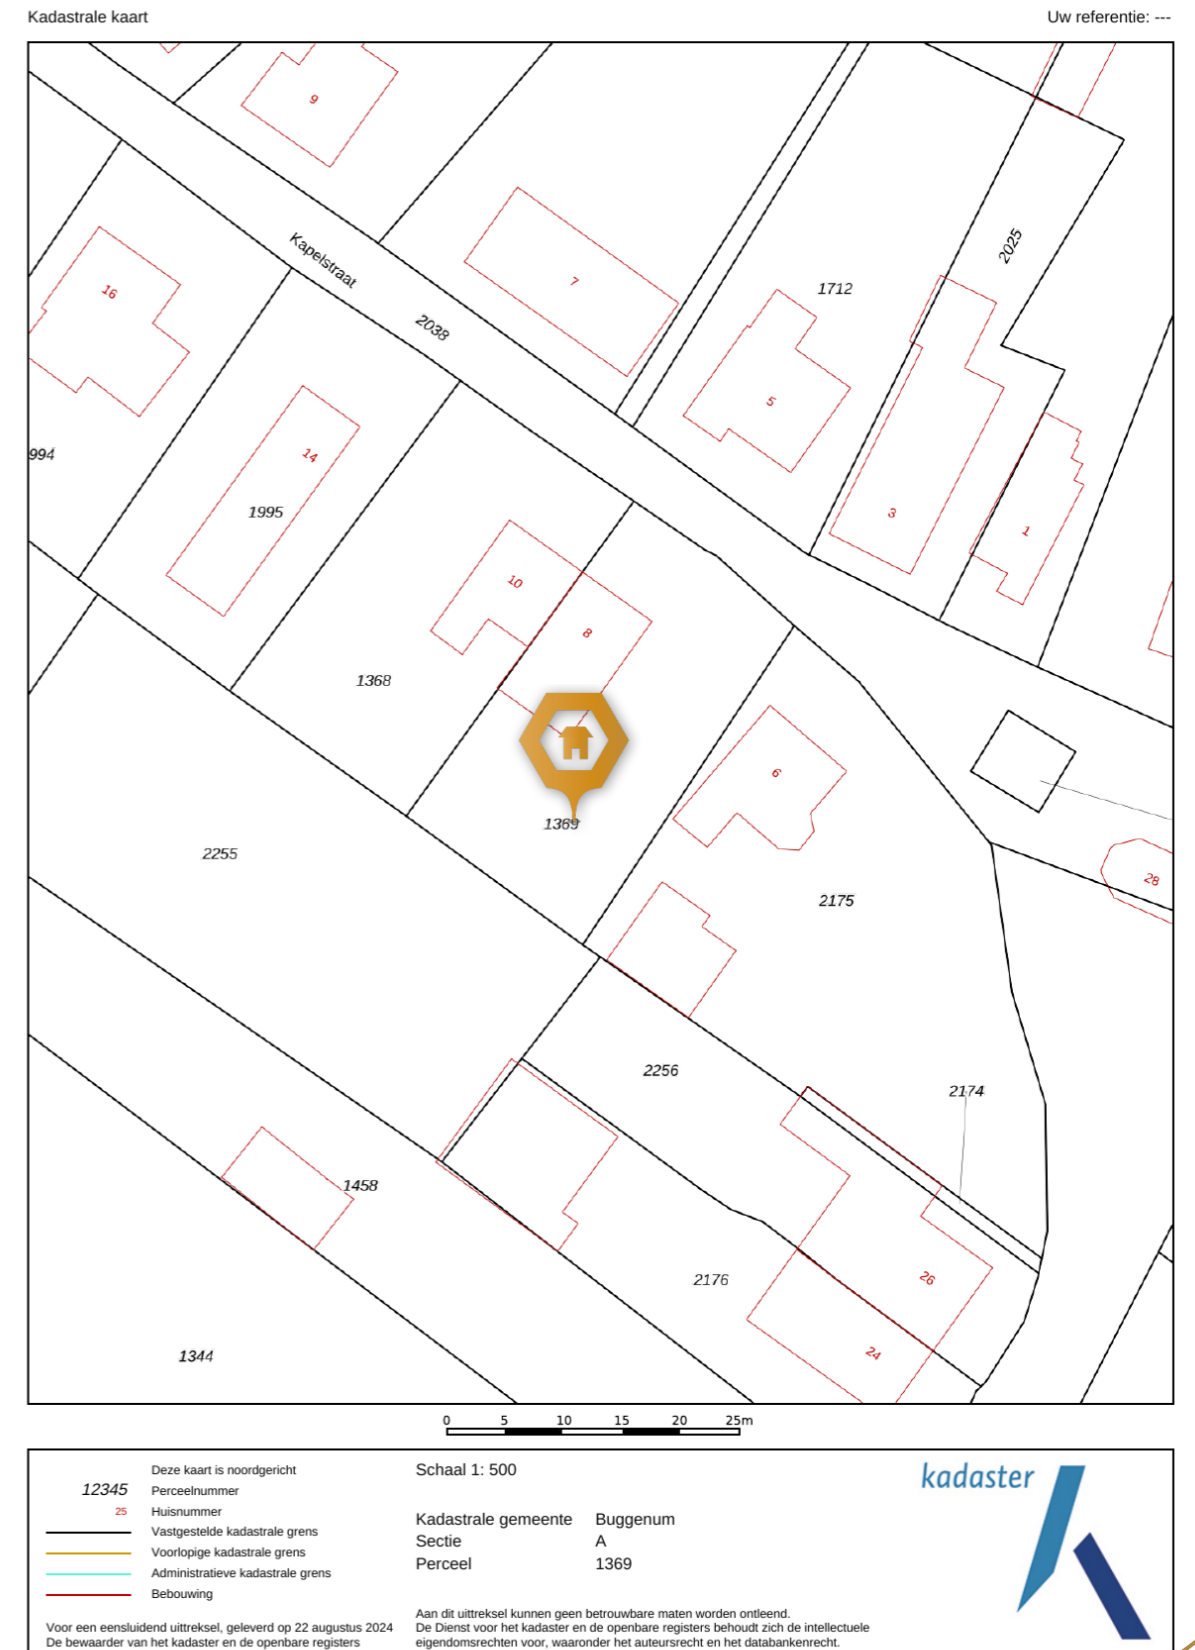 Kadastrale kaart
Uw referentie: ---
9
7
Kapelstraat
2038
16
1712
2025
5
994
14
1995
3
1
10
8
1368
6
1369
2255
2175
28
2256
2174
1458
2176
26
24
1344
0 5 10 15 20 25m
Deze kaart is noordgericht
12345 Perceelnummer
25 Huisnummer
Vastgestelde kadastrale grens
Voorlopige kadastrale grens
Administratieve kadastrale grens
Bebouwing
Voor een eensluidend uittreksel, geleverd op 22 augustus 2024
De bewaarder van het kadaster en de openbare registers
Schaal 1: 500
Kadastrale gemeente Buggenum
Sectie A
Perceel 1369
Aan dit uittreksel kunnen geen betrouwbare maten worden ontleend.
De Dienst voor het kadaster en de openbare registers behoudt zich de intellectuele
eigendomsrechten voor, waaronder het auteursrecht en het databankenrecht.
kadaster